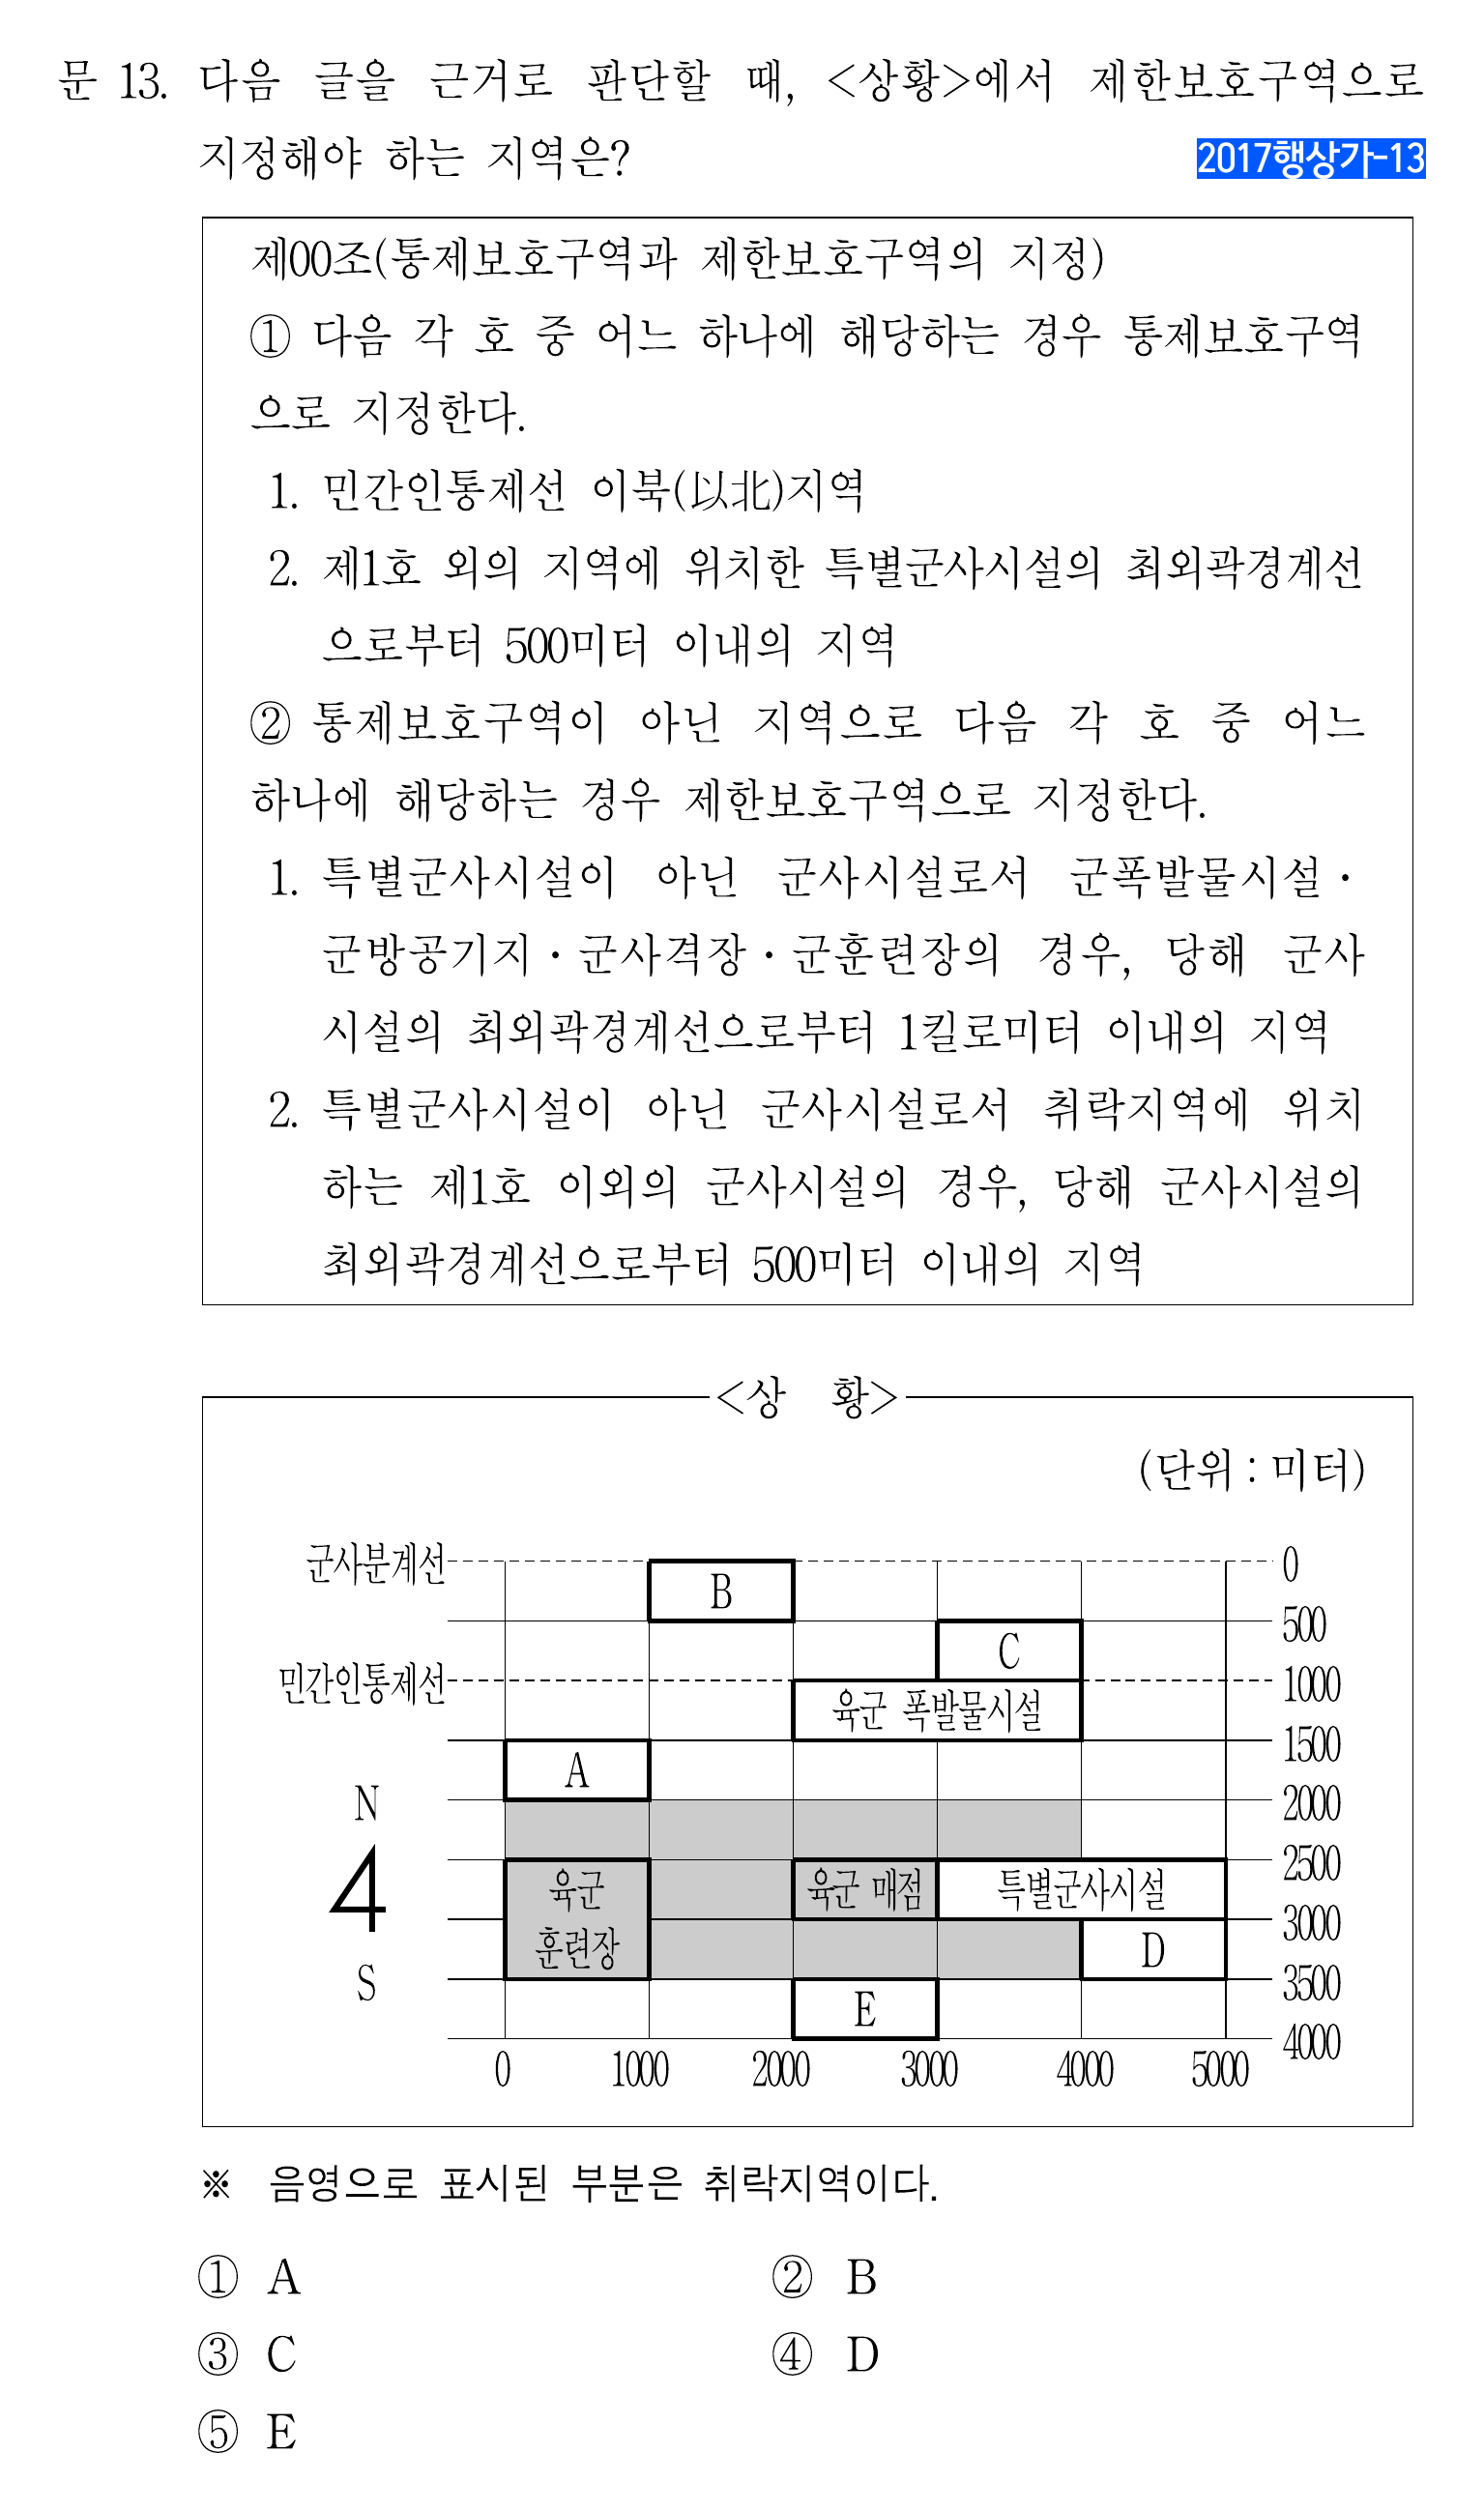 문 13. 다음 글을 근거로 판단할 때, <상황>에서 제한보호구역으로
지정해야 하는 지역은?
2017행상가-13
제00조(통제보호구역과 제한보호구역의 지정)
① 다음 각 호 중 어느 하나에 해당하는 경우 통제보호구역
으로 지정한다.
1. 민간인통제선 이북(以北)지역
2. 제1호 외의 지역에 위치한 특별군사시설의 최외곽경계선
으로부터 500미터 이내의 지역
② 통제보호구역이 아닌 지역으로 다음 각 호 중 어느
하나에 해당하는 경우 제한보호구역으로 지정한다.
1. 특별군사시설이 아닌 군사시설로서 군폭발물시설·
군방공기지·군사격장·군훈련장의 경우, 당해 군사
시설의 최외곽경계선으로부터 1킬로미터 이내의 지역
2. 특별군사시설이 아닌 군사시설로서 취락지역에 위치
하는 제1호 이외의 군사시설의 경우, 당해 군사시설의
최외곽경계선으로부터 500미터 이내의 지역
<상 황>
(단위 : 미터)
군사분계선
0
B
500
C
민간인통제선
1000
육군 폭발물시설
1500
A
N
2000
2500
육군
훈련장
육군 매점
특별군사시설
3000
D
S
3500
E
4000
0 1000 2000 3000 4000 5000
※ 음영으로 표시된 부분은 취락지역이다.
① A
② B
③ C
④ D
⑤ E